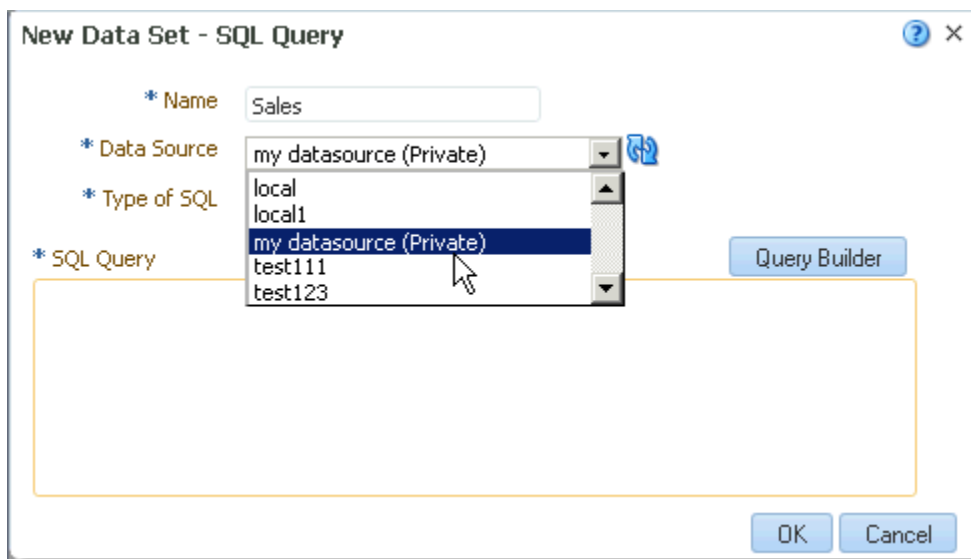 New Data Set - SQL Query
* Name
Sales
* Data Source
my datasource (Private)
* Type of SQL
local
local1
my datasource (Private)
test111
test123
* SQL Query
Query Builder
OK
Cancel